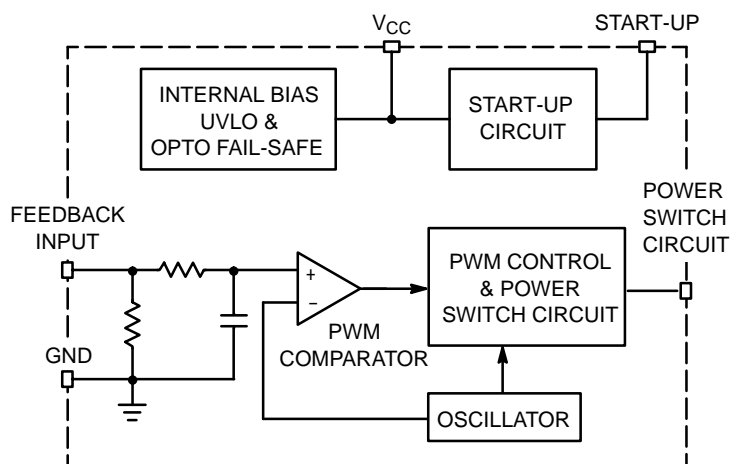 V_CC
START-UP
INTERNAL BIAS
UVLO &
OPTO FAIL-SAFE
START-UP
CIRCUIT
POWER
SWITCH
CIRCUIT
FEEDBACK
INPUT
+
−
PWM CONTROL
& POWER
SWITCH CIRCUIT
PWM
COMPARATOR
GND
OSCILLATOR